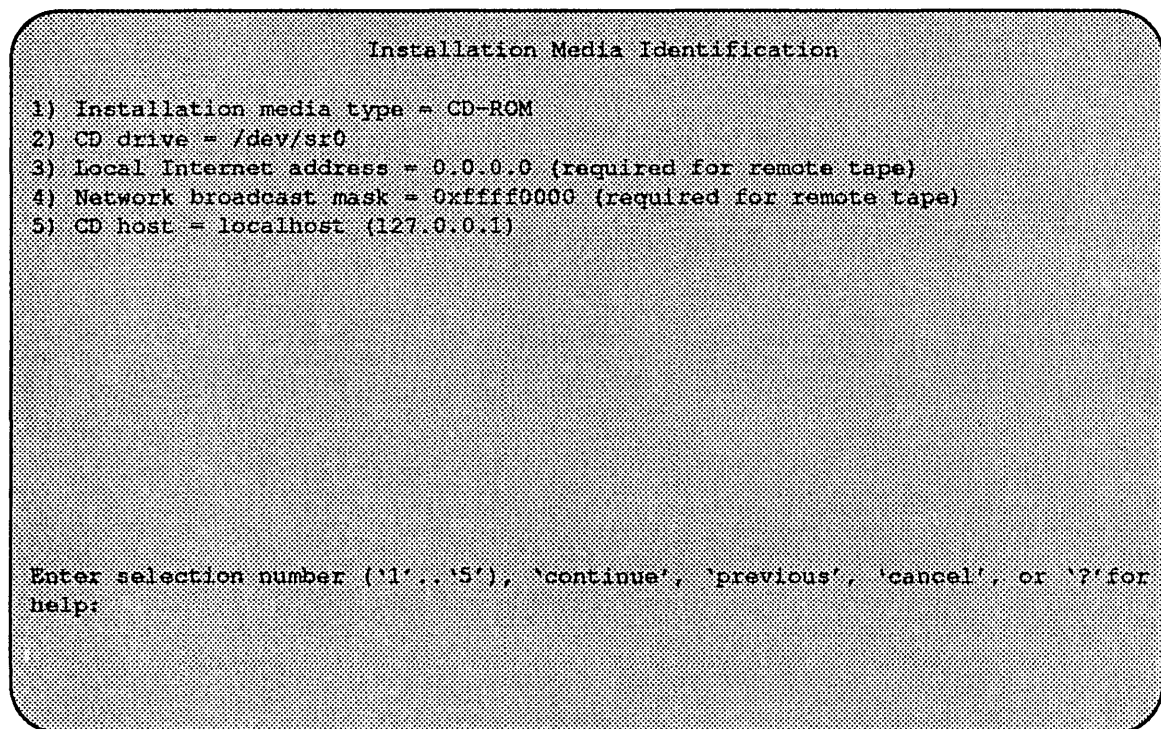 Installation Media Identification
1) Installation media type = CD-ROM
2) CD drive = /dev/sr0
3) Local Internet address = 0.0.0.0 (required for remote tape)
4) Network broadcast mask = 0xffff0000 (required for remote tape)
5) CD host = localhost (127.0.0.1)
Enter selection number (‘1’..‘5’), ‘continue’, ‘previous’, ‘cancel’, or ‘?’for
help: